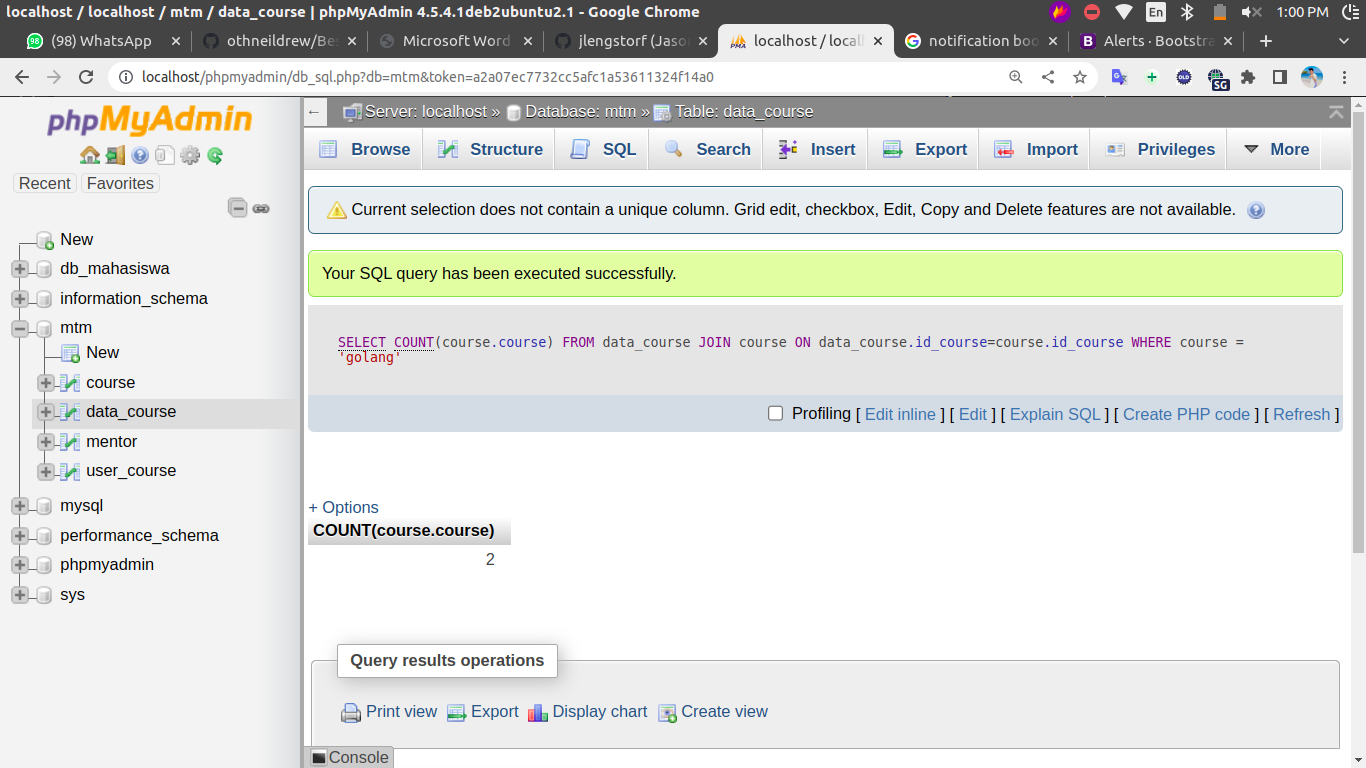 localhost / localhost / mtm / data_course | phpMyAdmin 4.5.4.1deb2ubuntu2.1 - Google Chrome
En
1:00 PM
(98) WhatsApp
othneildrew/Bes
Microsoft Word
jlengstorf (Jason
localhost / locall
notification boo
Alerts · Bootstra
localhost/phpmyadmin/db_sql.php?db=mtm&token=a2a07ec7732cc5afc1a53611324f14a0
SG
phpMyAdmin
Recent
Favorites
New
db_mahasiswa
information_schema
mtm
New
course
data_course
mentor
user_course
mysql
performance_schema
phpmyadmin
sys
Server: localhost » Database: mtm » Table: data_course
Browse
Structure
SQL
Search
Insert
Export
Import
Privileges
More
Current selection does not contain a unique column. Grid edit, checkbox, Edit, Copy and Delete features are not available.
Your SQL query has been executed successfully.
SELECT COUNT(course.course) FROM data_course JOIN course ON data_course.id_course=course.id_course WHERE course =
'golang'
Profiling [ Edit inline ] [ Edit ] [ Explain SQL ] [ Create PHP code ] [ Refresh ]
+ Options
COUNT(course.course)
2
Query results operations
Print view
Export
Display chart
Create view
Console